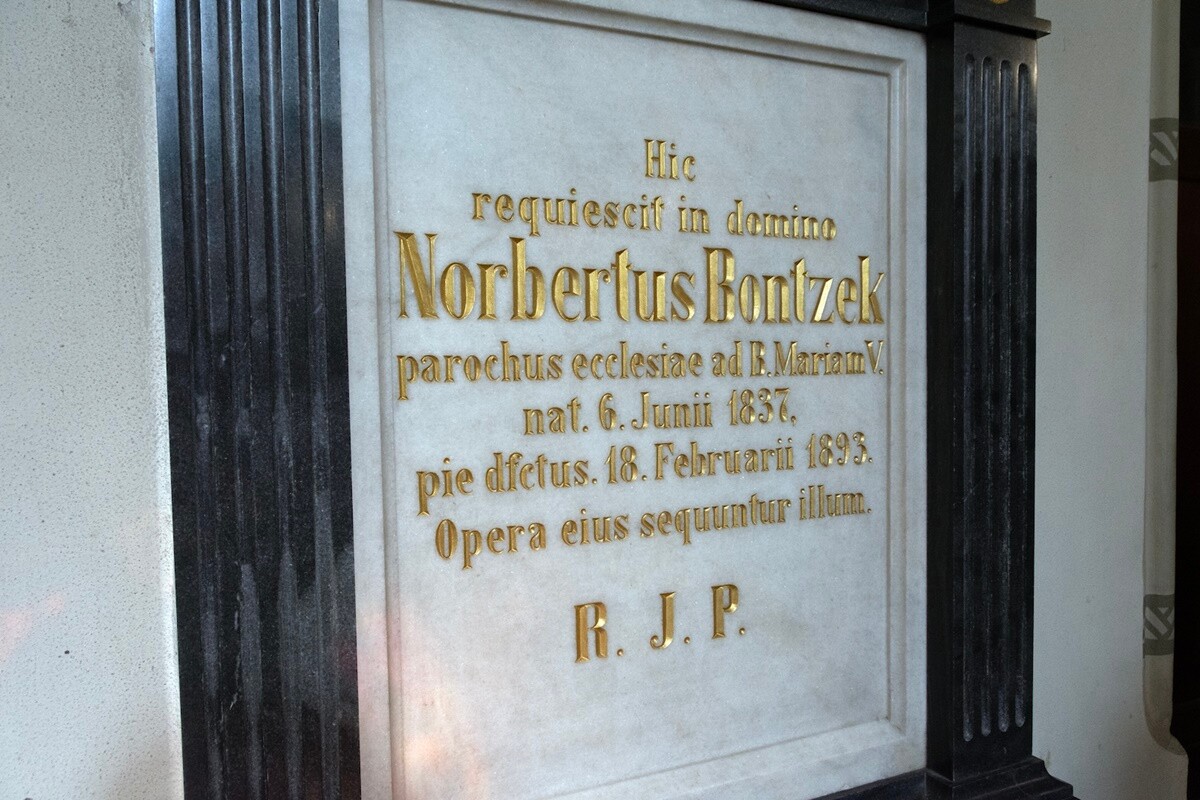 Hic
requiescit in domino
Norbertus Bontzek
parochus ecclesiae ad B. Mariam V.
nat. 6. Junii 1837,
pie dfctus. 18. Februarii 1893.
Opera eius sequuntur illum.
R. J. P.